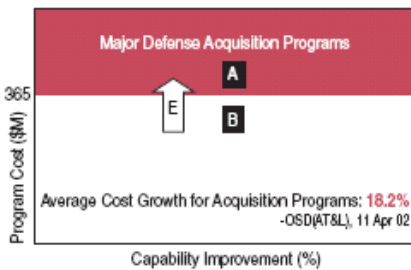 Major Defense Acquisition Programs
A
365
E
B
Program Cost ($M)
Average Cost Growth for Acquisition Programs: 18.2%
-OSD(AT&L), 11 Apr 02
Capability Improvement (%)